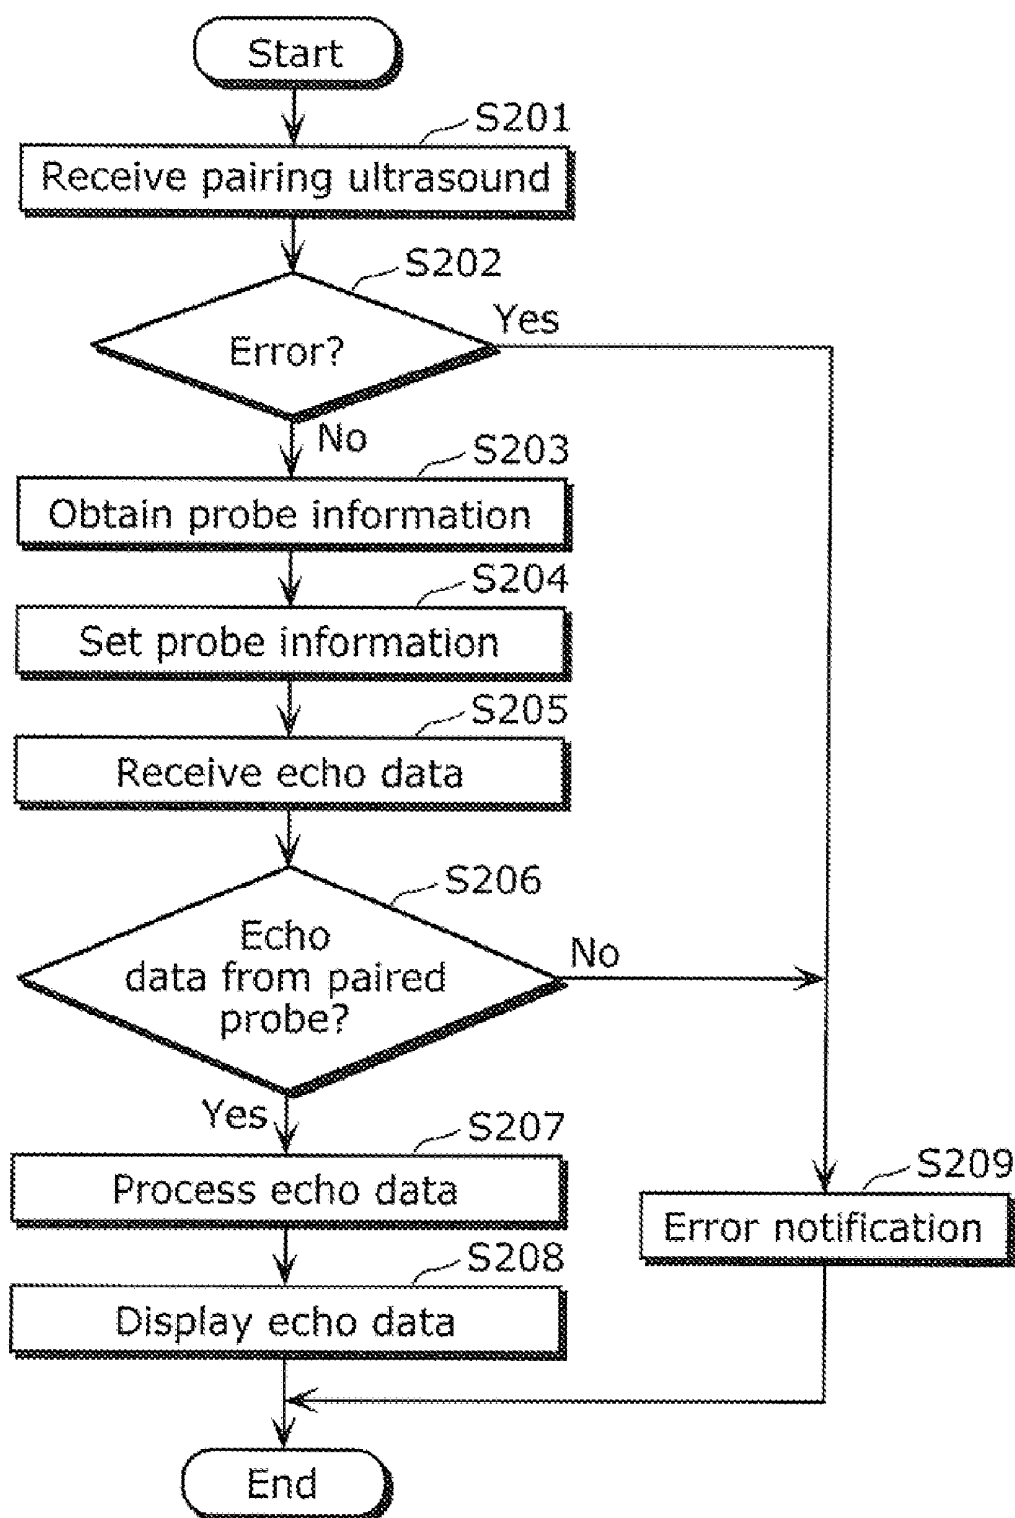 Start
S201
Receive pairing ultrasound
S202
Error?
Yes
No
S203
Obtain probe information
S204
Set probe information
S205
Receive echo data
S206
Echo
data from paired
probe?
No
Yes
S207
Process echo data
S209
Error notification
S208
Display echo data
End